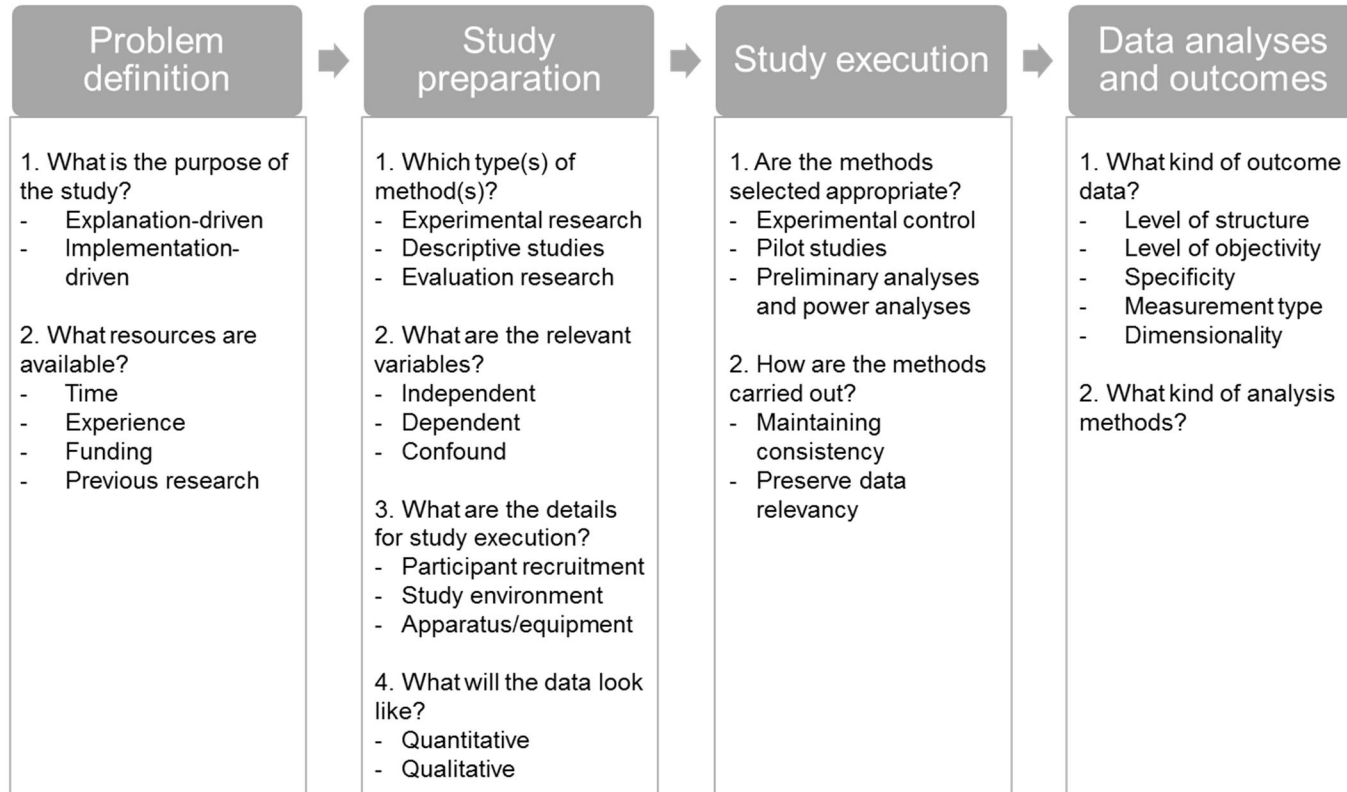 Problem
definition
1. What is the purpose of
the study?
- Explanation-driven
- Implementation-
driven
2. What resources are
available?
- Time
- Experience
- Funding
- Previous research
Study
preparation
1. Which type(s) of
method(s)?
- Experimental research
- Descriptive studies
- Evaluation research
2. What are the relevant
variables?
- Independent
- Dependent
- Confound
3. What are the details
for study execution?
- Participant recruitment
- Study environment
- Apparatus/equipment
4. What will the data look
like?
- Quantitative
- Qualitative
Study execution
1. Are the methods
selected appropriate?
- Experimental control
- Pilot studies
- Preliminary analyses
and power analyses
2. How are the methods
carried out?
- Maintaining
consistency
- Preserve data
relevancy
Data analyses
and outcomes
1. What kind of outcome
data?
- Level of structure
- Level of objectivity
- Specificity
- Measurement type
- Dimensionality
2. What kind of analysis
methods?